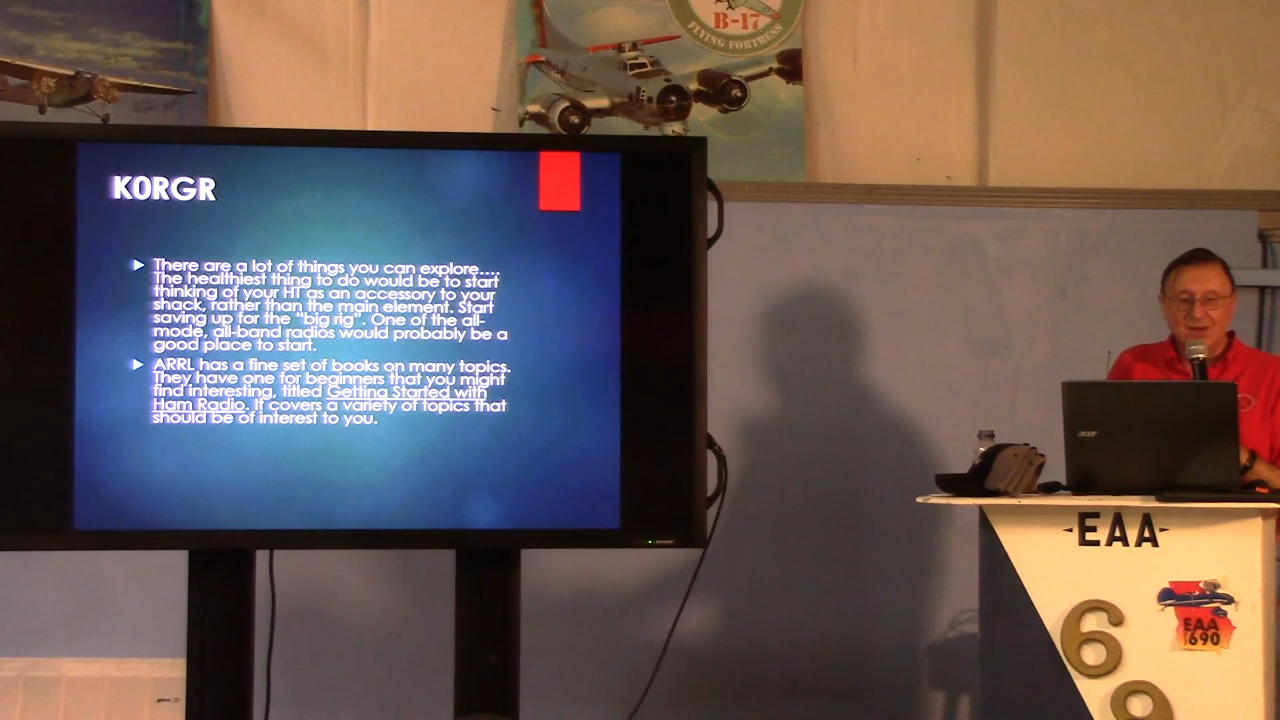 B-17
FLYING FORTRESS
K0RGR
There are a lot of things you can explore....
The healthiest thing to do would be to start
thinking of your HT as an accessory to your
shack, rather than the main element. Start
saving up for the "big rig". One of the all-
mode, all-band radios would probably be a
good place to start.
ARRL has a fine set of books on many topics.
They have one for beginners that you might
find interesting, titled Getting Started with
Ham Radio. If covers a variety of topics that
should be of interest to you.
acer
-EAA-
EAA
690
6
9